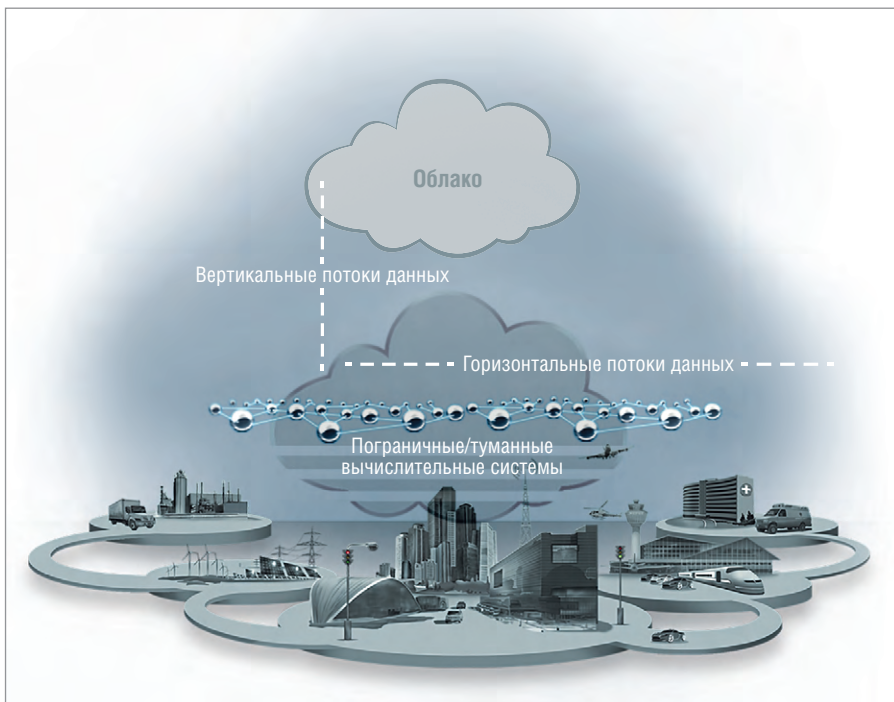 Облако
Вертикальные потоки данных
Горизонтальные потоки данных
Пограничные/туманные
вычислительные системы